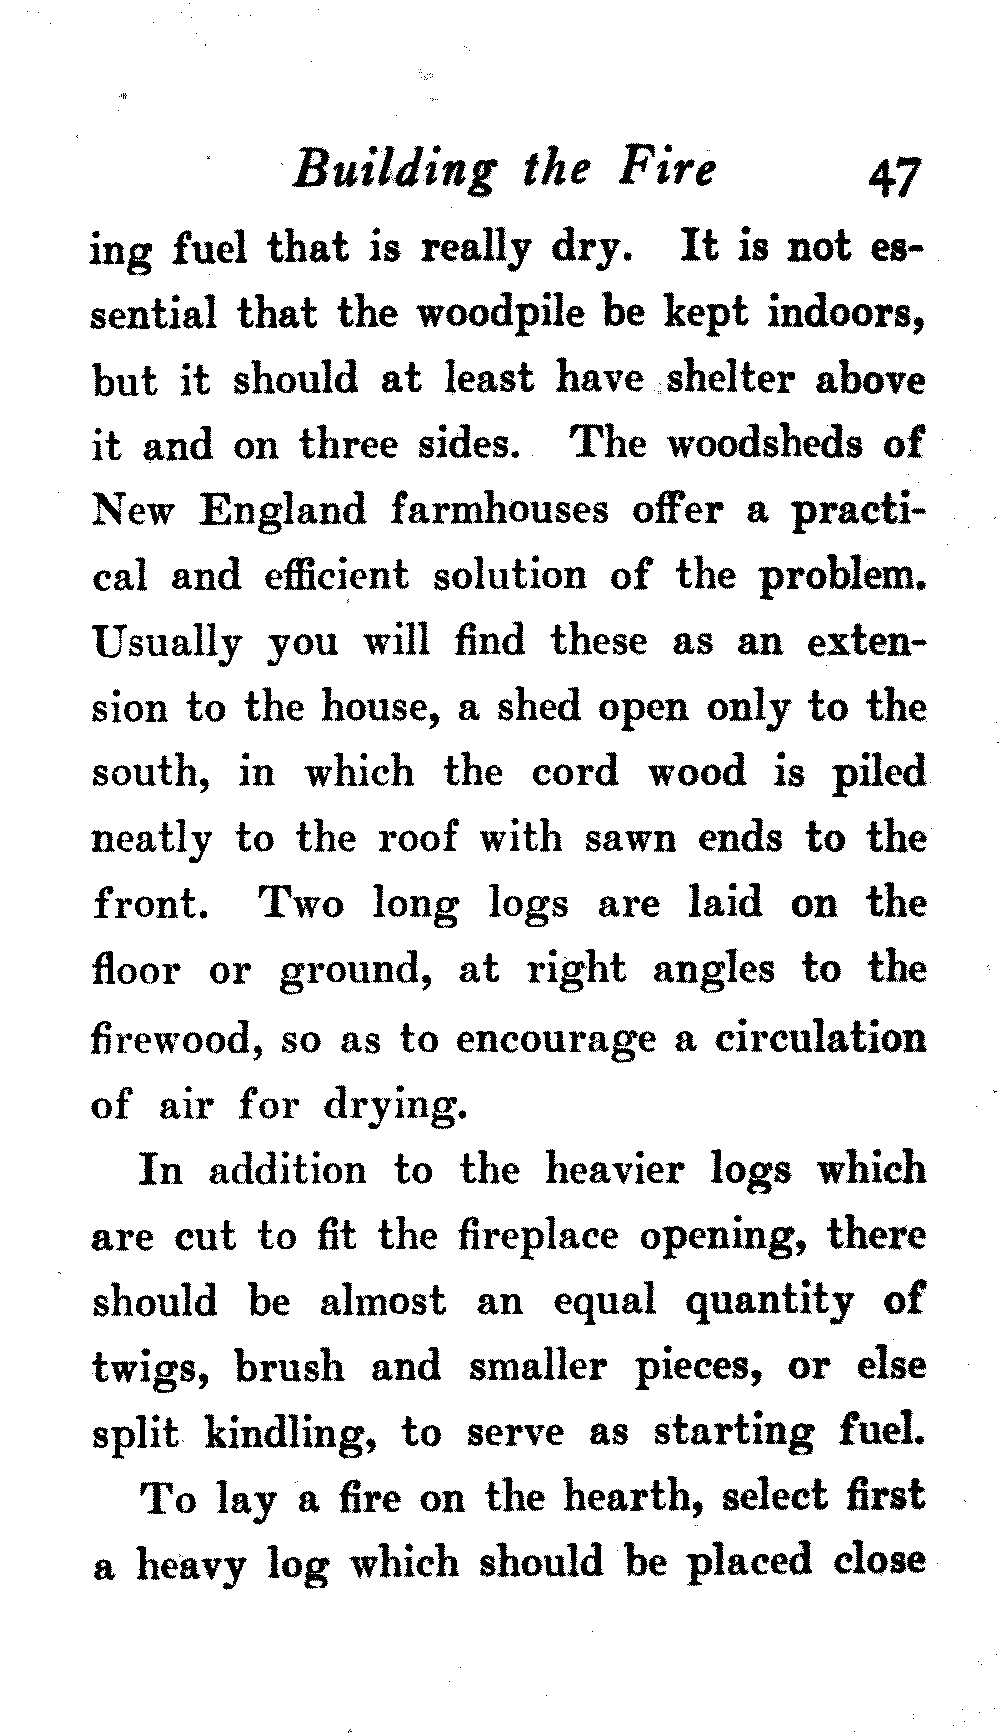 Building the Fire 47
ing fuel that is really dry. It is not es-
sential that the woodpile be kept indoors,
but it should at least have shelter above
it and on three sides. The woodsheds of
New England farmhouses offer a practi-
cal and efficient solution of the problem.
Usually you will find these as an exten-
sion to the house, a shed open only to the
south, in which the cord wood is piled
neatly to the roof with sawn ends to the
front. Two long logs are laid on the
floor or ground, at right angles to the
firewood, so as to encourage a circulation
of air for drying.
In addition to the heavier logs which
are cut to fit the fireplace opening, there
should be almost an equal quantity of
twigs, brush and smaller pieces, or else
split kindling, to serve as starting fuel.
To lay a fire on the hearth, select first
a heavy log which should be placed close